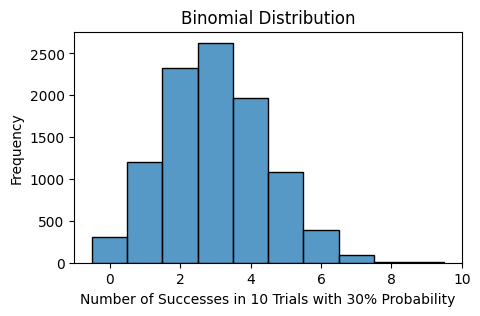 Binomial Distribution
Frequency
2500
2000
1500
1000
500
0
0 2 4 6 8 10
Number of Successes in 10 Trials with 30% Probability